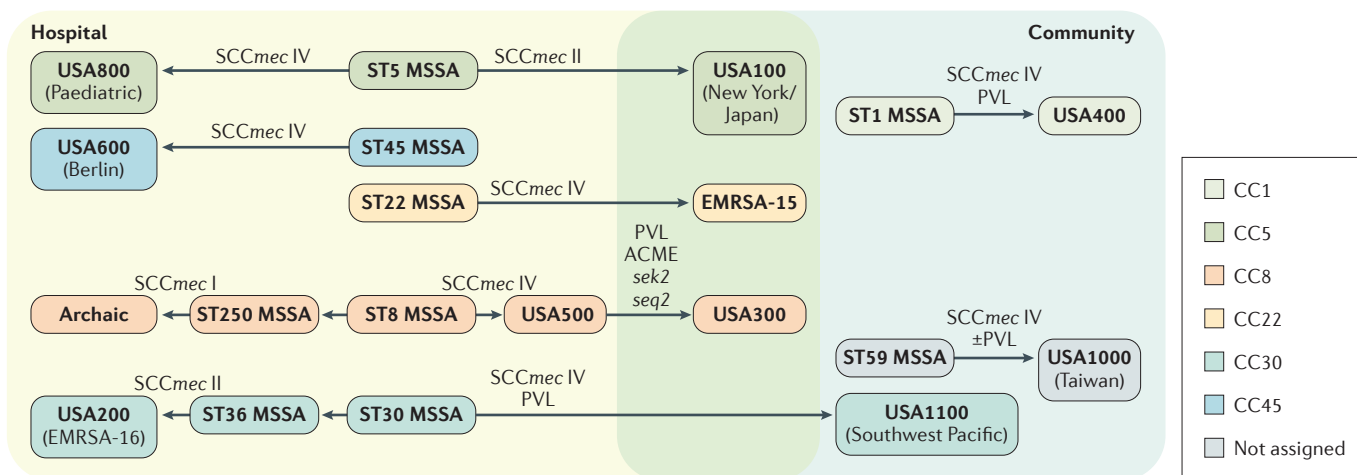 Hospital
Community
SCCmec IV
SCCmec II
USA800
(Paediatric)
ST5 MSSA
USA100
(New York/
Japan)
SCCmec IV
PVL
ST1 MSSA
USA400
SCCmec IV
USA600
(Berlin)
ST45 MSSA
SCCmec IV
ST22 MSSA
EMRSA-15
PVL
ACME
sek2
seq2
SCCmec I
SCCmec IV
Archaic
ST250 MSSA
ST8 MSSA
USA500
USA300
SCCmec IV
±PVL
ST59 MSSA
USA1000
(Taiwan)
SCCmec II
SCCmec IV
PVL
USA200
(EMRSA-16)
ST36 MSSA
ST30 MSSA
USA1100
(Southwest Pacific)
CC1
CC5
CC8
CC22
CC30
CC45
Not assigned